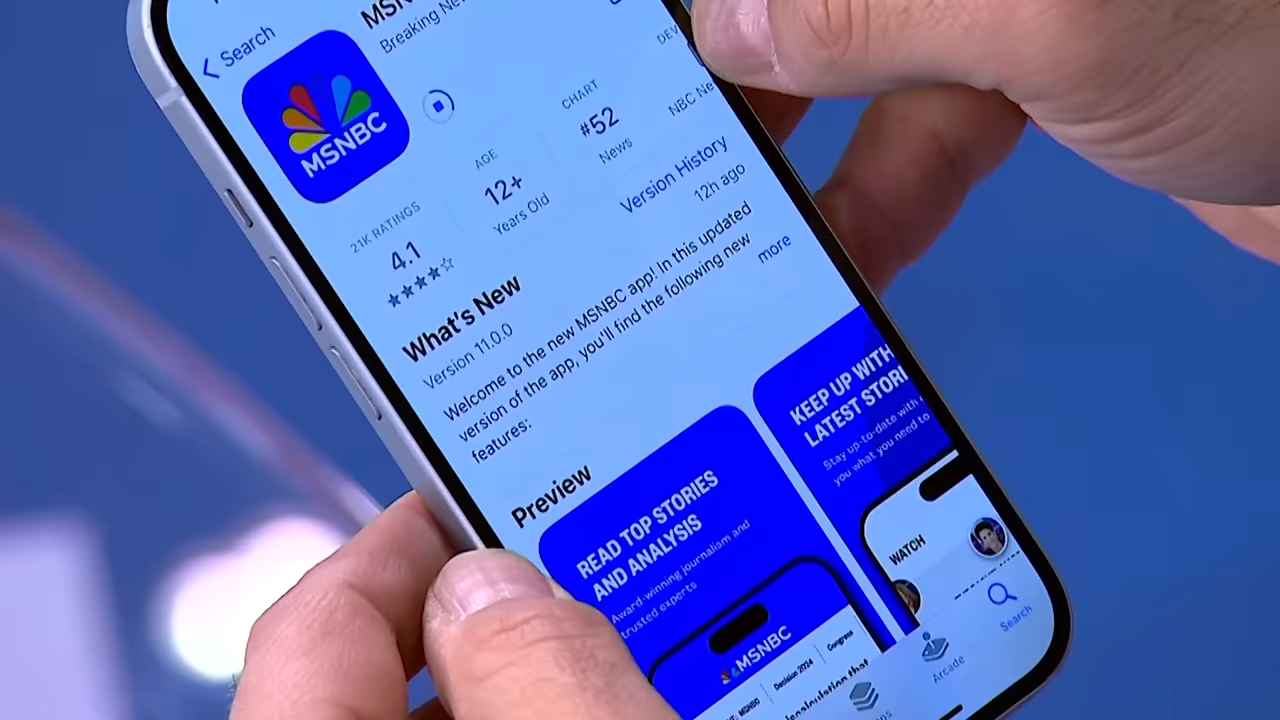 Search
MSNBC
Breaking
21K RATINGS
4.1
★★★★☆
AGE
12+
Years Old
CHART
#52
News
NBC
What's New
Version History
Version 11.0.0
12h ago
Welcome to the new MSNBC app! In this updated
version of the app, you'll find the following new
features:
more
Preview
READ TOP STORIES
AND ANALYSIS
Award-winning journalism and
trusted experts
MSNBC
Decision 2024
Congress
KEEP UP WITH
LATEST
Stay up-to-date with
you what you need to
WATCH
Arcade
Search